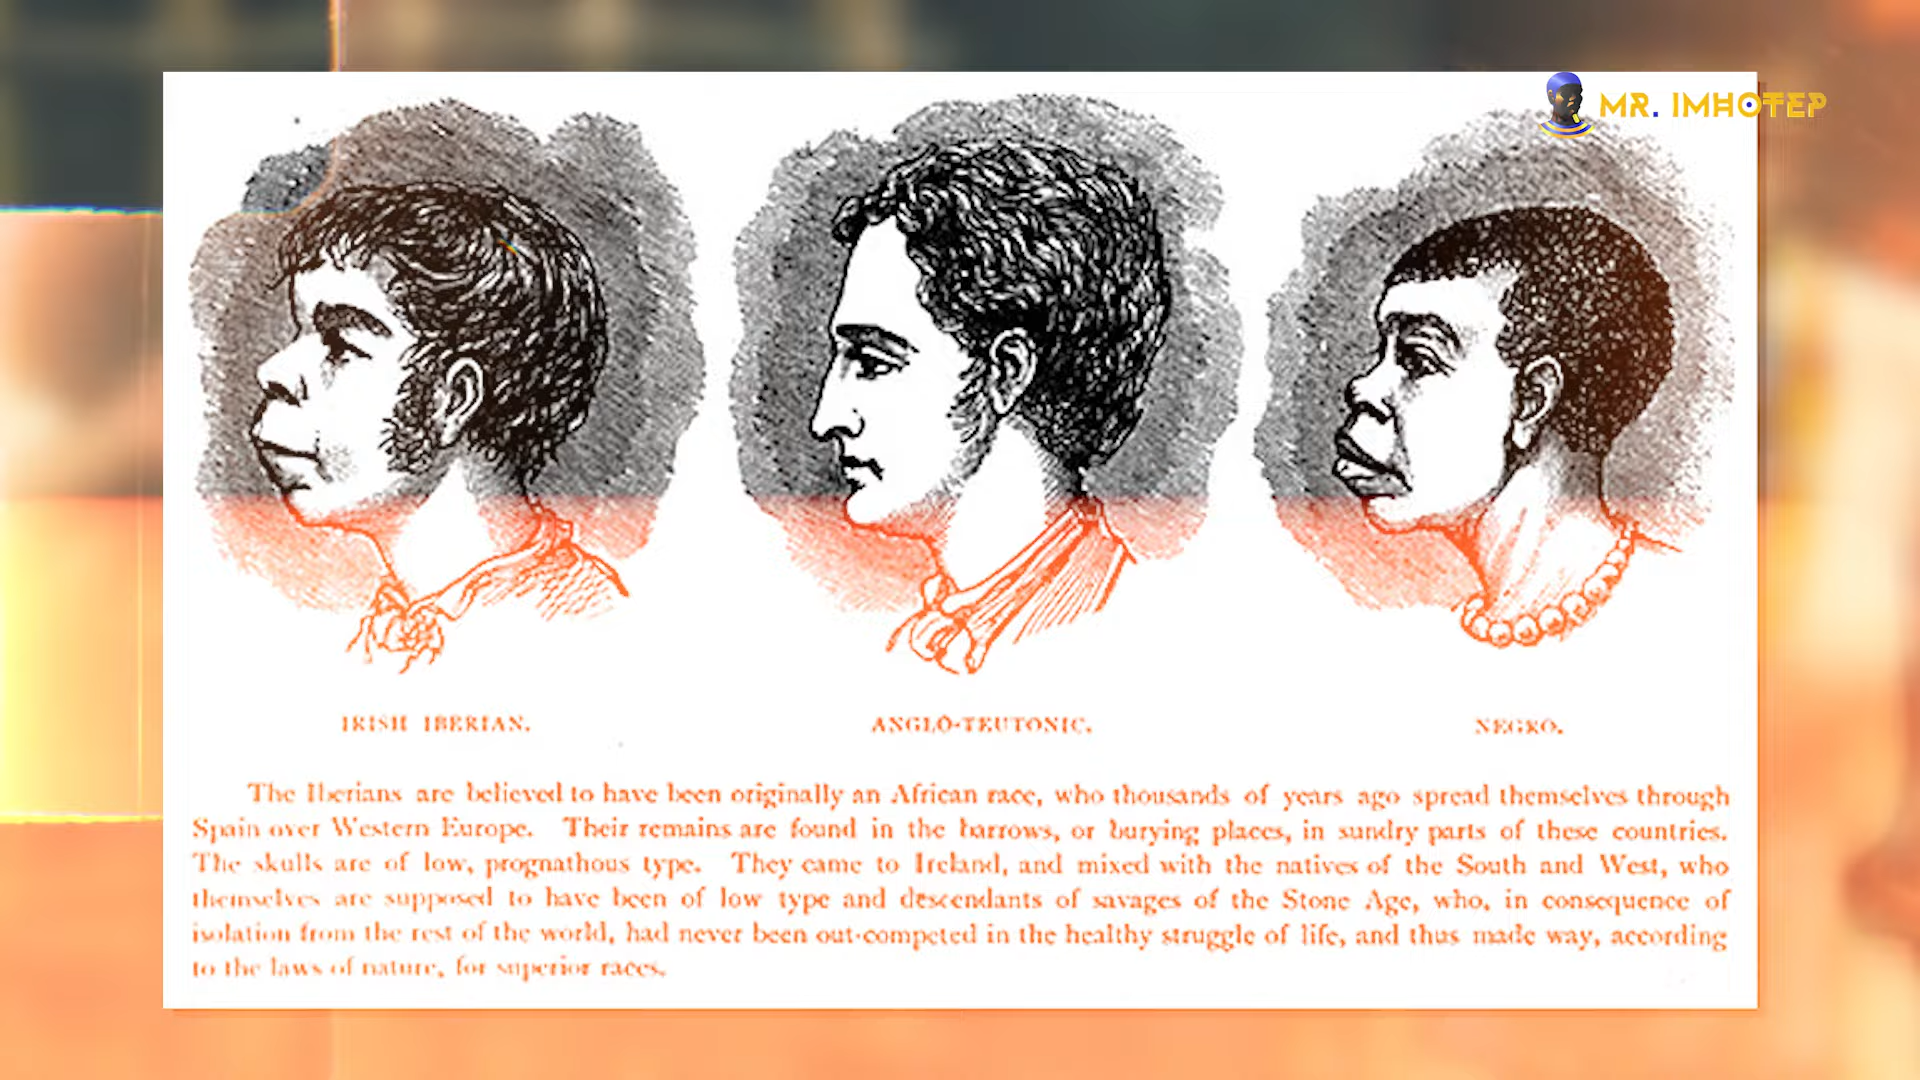 MR. IMHOTEP
IRISH IBERIAN.
ANGLO-TEUTONIC.
NEGRO.
The Iberians are believed to have been originally an African race, who thousands of years ago spread themselves through
Spain over Western Europe. Their remains are found in the barrows, or burying places, in sundry parts of these countries.
The skulls are of low, prognathous type. They came to Ireland, and mixed with the natives of the South and West, who
themselves are supposed to have been of low type and descendants of savages of the Stone Age, who, in consequence of
isolation from the rest of the world, had never been out-competed in the healthy struggle of life, and thus made way, according
to the laws of nature, for superior races.